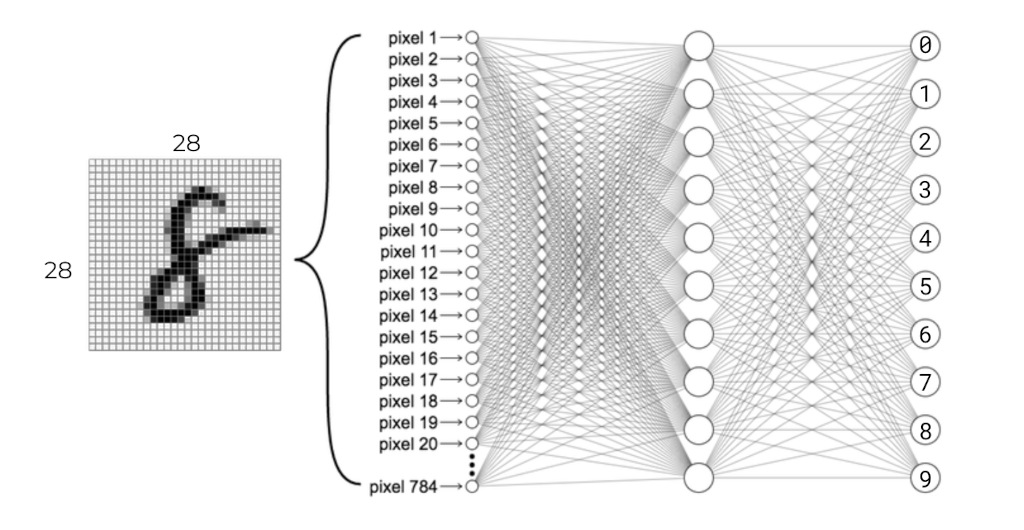 28
28
pixel 1
pixel 2
pixel 3
pixel 4
pixel 5
pixel 6
pixel 7
pixel 8
pixel 9
pixel 10
pixel 11
pixel 12
pixel 13
pixel 14
pixel 15
pixel 16
pixel 17
pixel 18
pixel 19
pixel 20
pixel 784
0
1
2
3
4
5
6
7
8
9